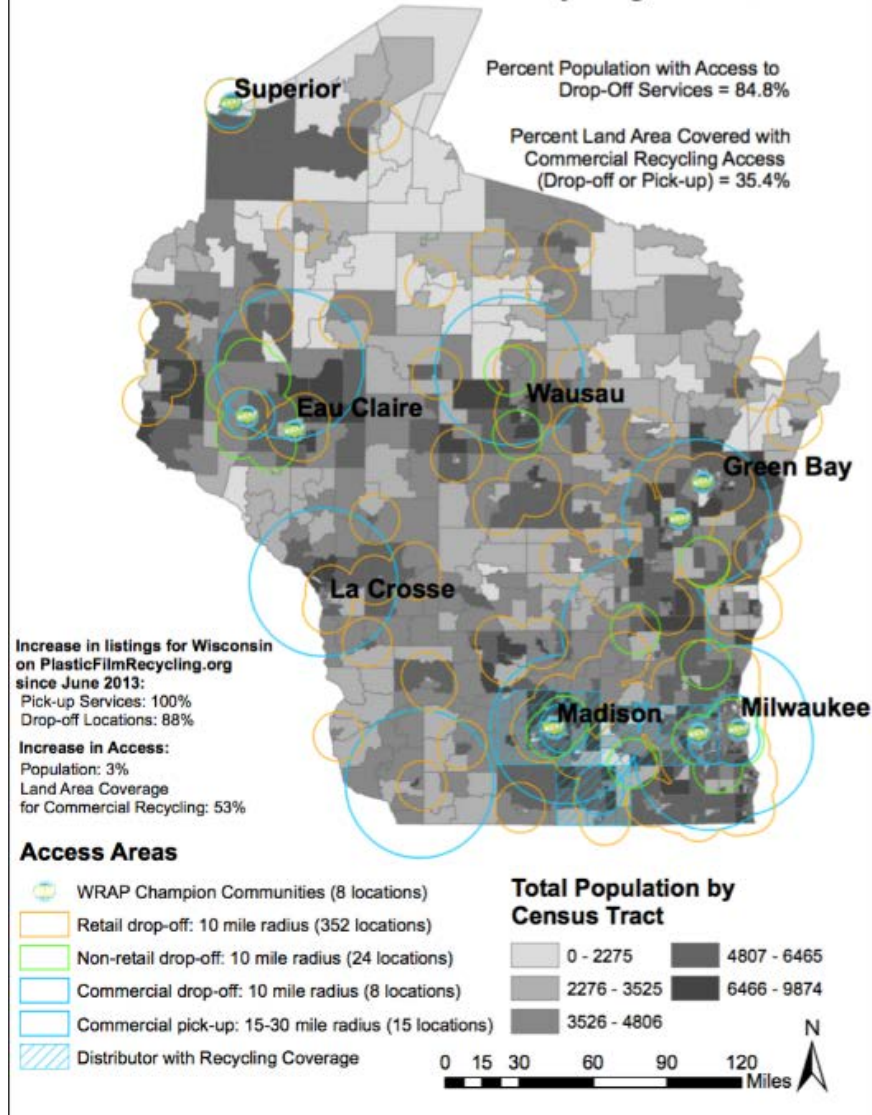 Superior
Percent Population with Access to
Drop-Off Services = 84.8%
Percent Land Area Covered with
Commercial Recycling Access
(Drop-off or Pick-up) = 35.4%
Wausau
Eau Claire
Green Bay
La Crosse
Madison
Milwaukee
Increase in listings for Wisconsin
on PlasticFilmRecycling.org
since June 2013:
Pick-up Services: 100%
Drop-off Locations: 88%
Increase in Access:
Population: 3%
Land Area Coverage
for Commercial Recycling: 53%
Access Areas
WRAP Champion Communities (8 locations)
Retail drop-off: 10 mile radius (352 locations)
Non-retail drop-off: 10 mile radius (24 locations)
Commercial drop-off: 10 mile radius (8 locations)
Commercial pick-up: 15-30 mile radius (15 locations)
Distributor with Recycling Coverage
Total Population by
Census Tract
0 - 2275
2276 - 3525
3526 - 4806
4807 - 6465
6466 - 9874
N
0 15 30 60 90 120
Miles